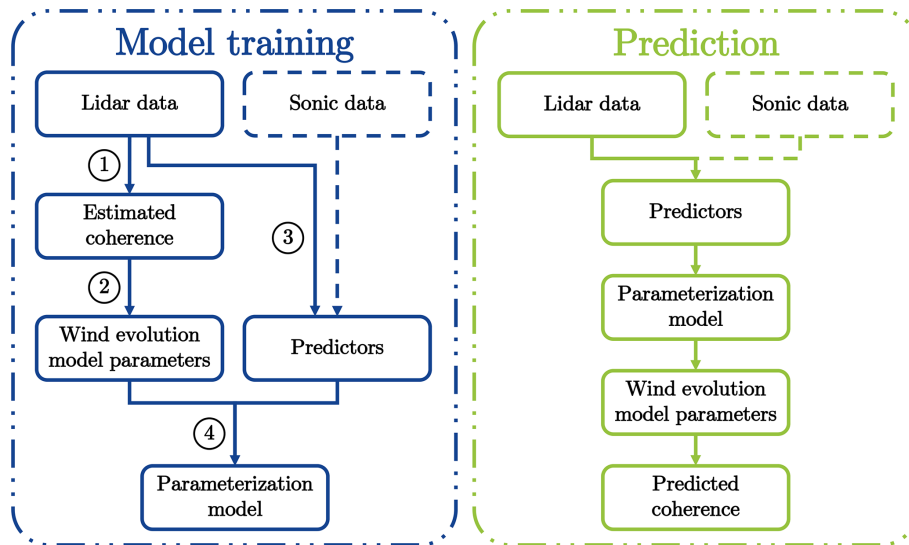 Model training
Lidar data
Sonic data
1
Estimated
coherence
3
2
Wind evolution
model parameters
Predictors
4
Parameterization
model
Prediction
Lidar data
Sonic data
Predictors
Parameterization
model
Wind evolution
model parameters
Predicted
coherence